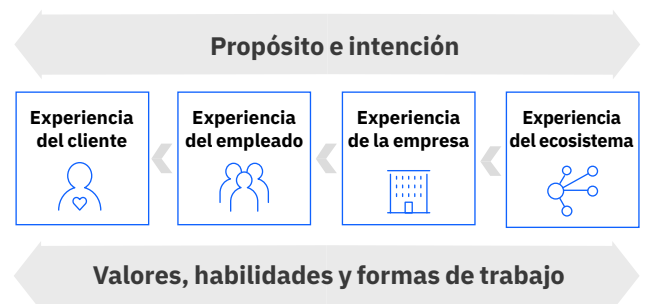 Propósito e intención
Experiencia
del cliente
Experiencia
del empleado
Experiencia
de la empresa
Experiencia
del ecosistema
Valores, habilidades y formas de trabajo